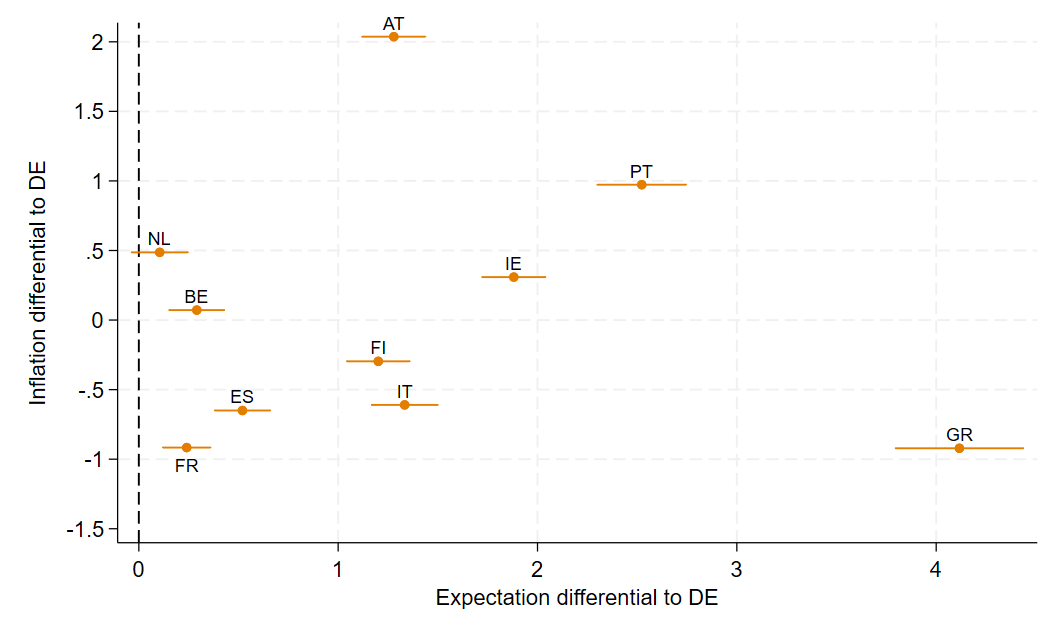 AT
2
1.5
PT
1
NL
.5
IE
BE
0
FI
IT
-.5
ES
GR
-1
FR
-1.5
0 1 2 3 4
Expectation differential to DE
Inflation differential to DE